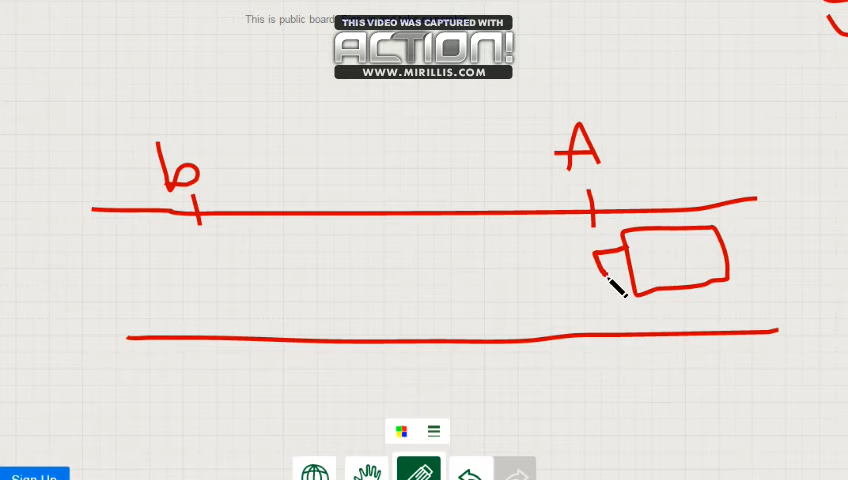 This is public board
THIS VIDEO WAS CAPTURED WITH
ACTION!
WWW.MIRILLIS.COM
b
A
Sign Up